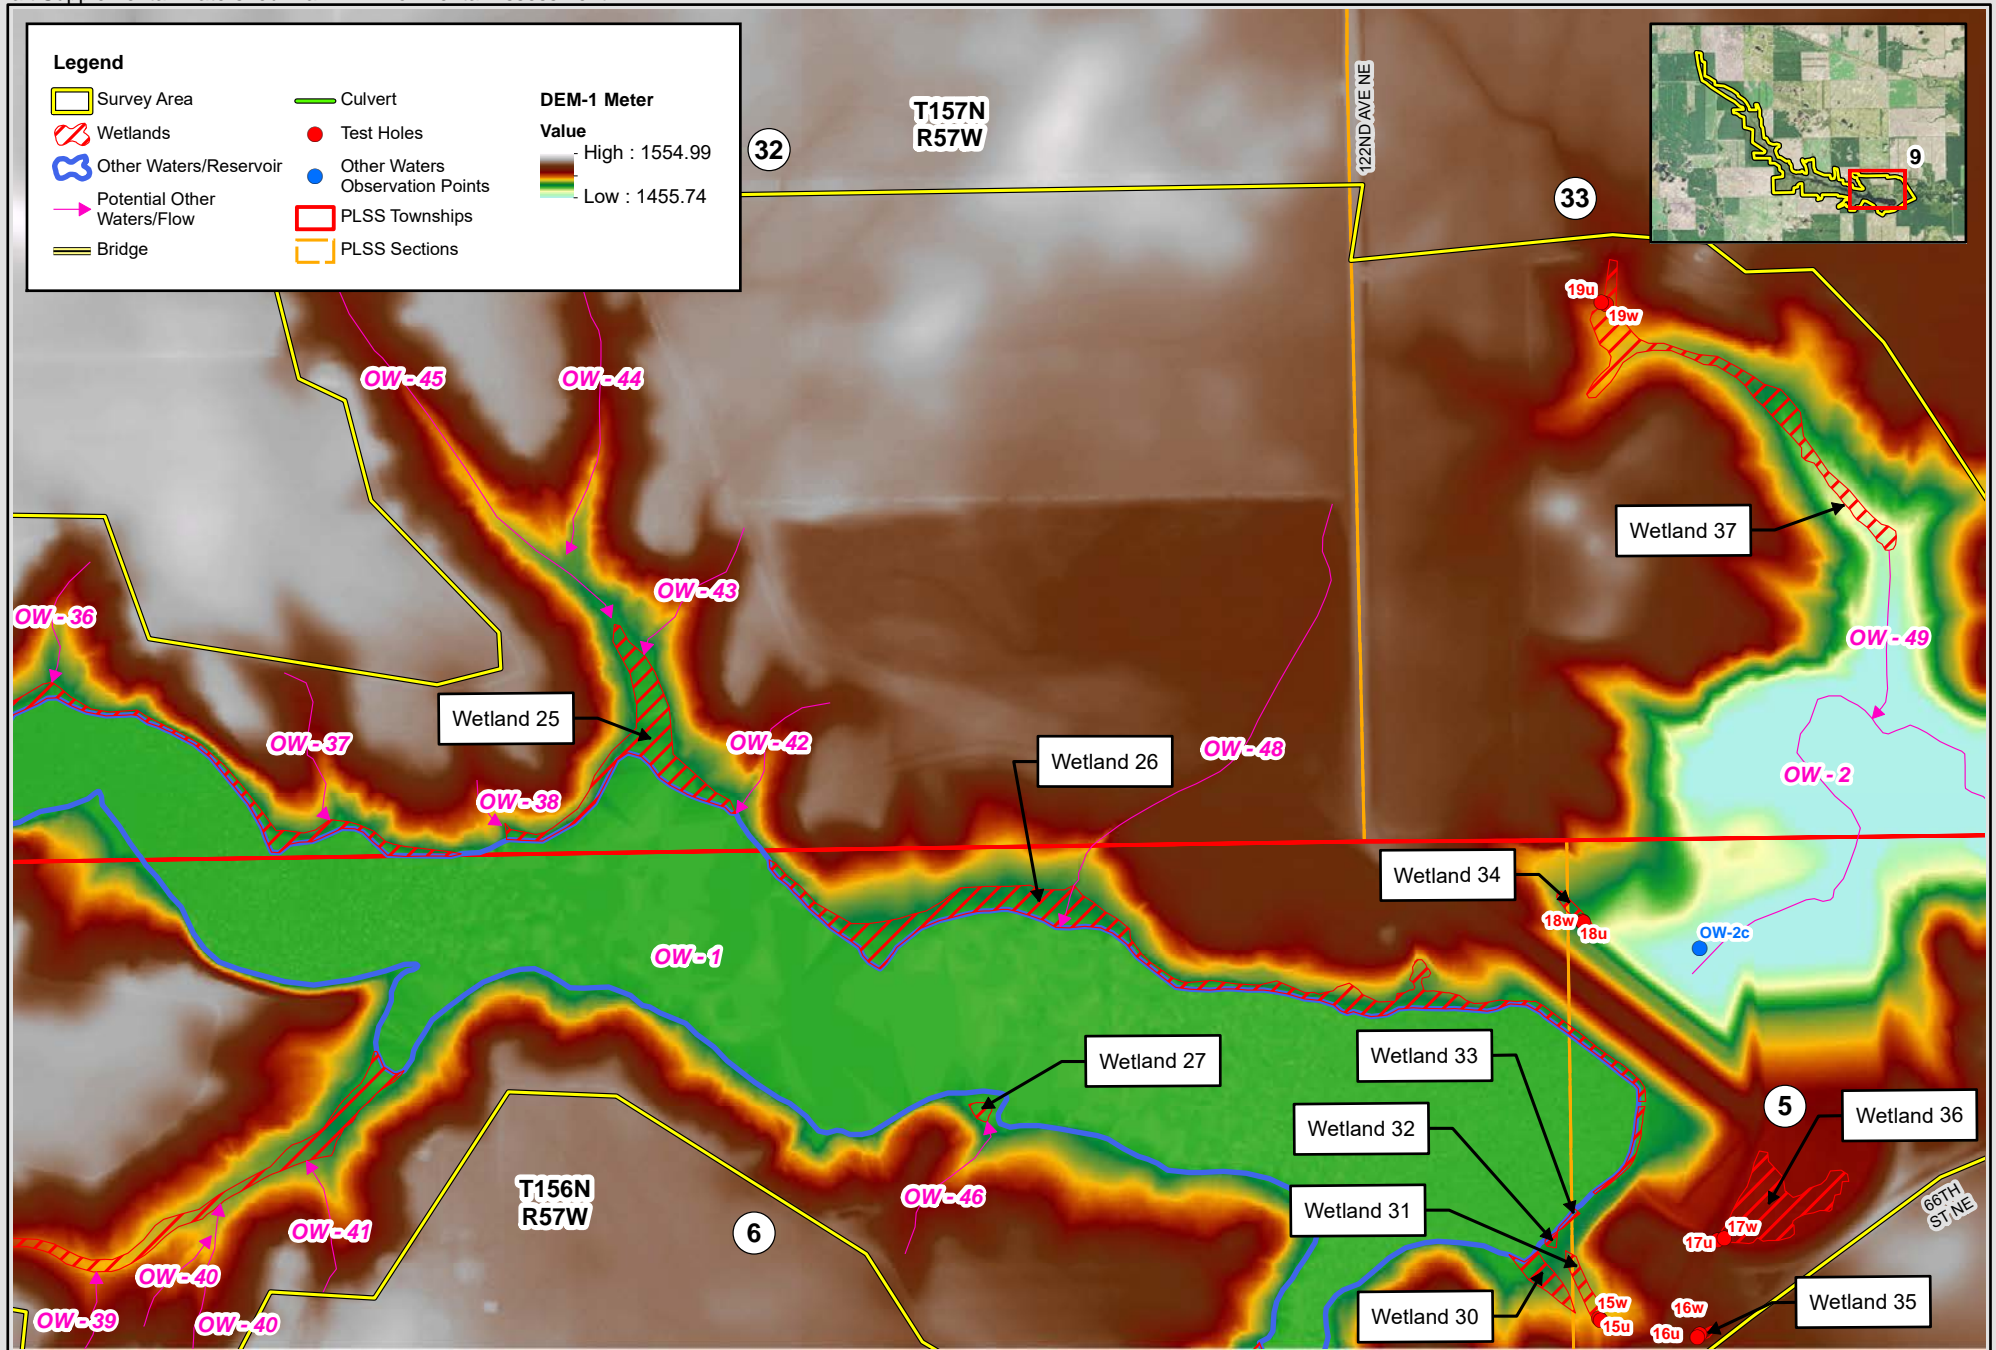 Legend
Survey Area
Wetlands
Other Waters/Reservoir
Potential Other
Waters/Flow
Bridge
Culvert
Test Holes
Other Waters
Observation Points
PLSS Townships
PLSS Sections
DEM-1 Meter
Value
High : 1554.99
Low : 1455.74
32
T157N
R57W
122ND AVE NE
33
9
19u
19w
OW - 45
OW - 44
Wetland 37
OW - 43
OW - 36
OW - 49
Wetland 25
OW - 37
OW - 42
OW - 48
Wetland 26
OW - 2
OW - 38
Wetland 34
18w
18u
OW-2c
OW - 1
Wetland 27
Wetland 33
5
Wetland 36
Wetland 32
T156N
R57W
OW - 46
Wetland 31
66TH
ST NE
6
OW - 41
17w
17u
OW - 40
15w
15u
16w
16u
Wetland 35
Wetland 30
OW - 39
OW - 40